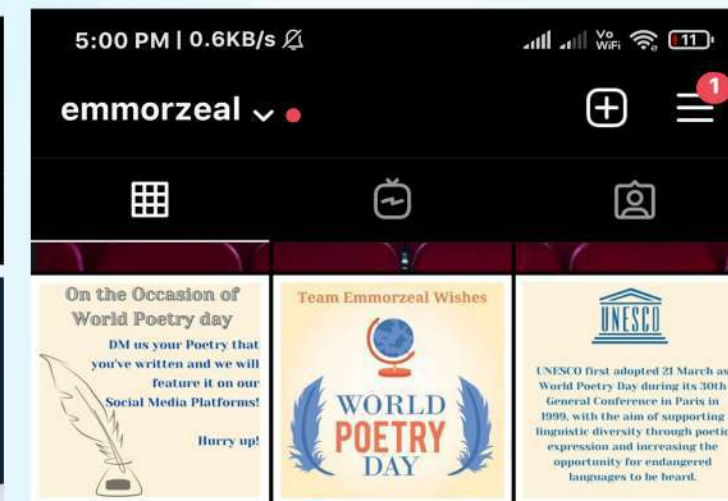 5:00 PM | 0.6KB/s
Vo
WiFi
11
emmorzeal
1
On the Occasion of
World Poetry day
DM us your Poetry that
you've written and we will
feature it on our
Social Media Platforms!
Hurry up!
Team Emmorzeal Wishes
WORLD
POETRY
DAY
UNESCO
UNESCO first adopted 21 March as
World Poetry Day during its 30th
General Conference in Paris in
1999, with the aim of supporting
linguistic diversity through poetic
expression and increasing the
opportunity for endangered
languages to be heard.